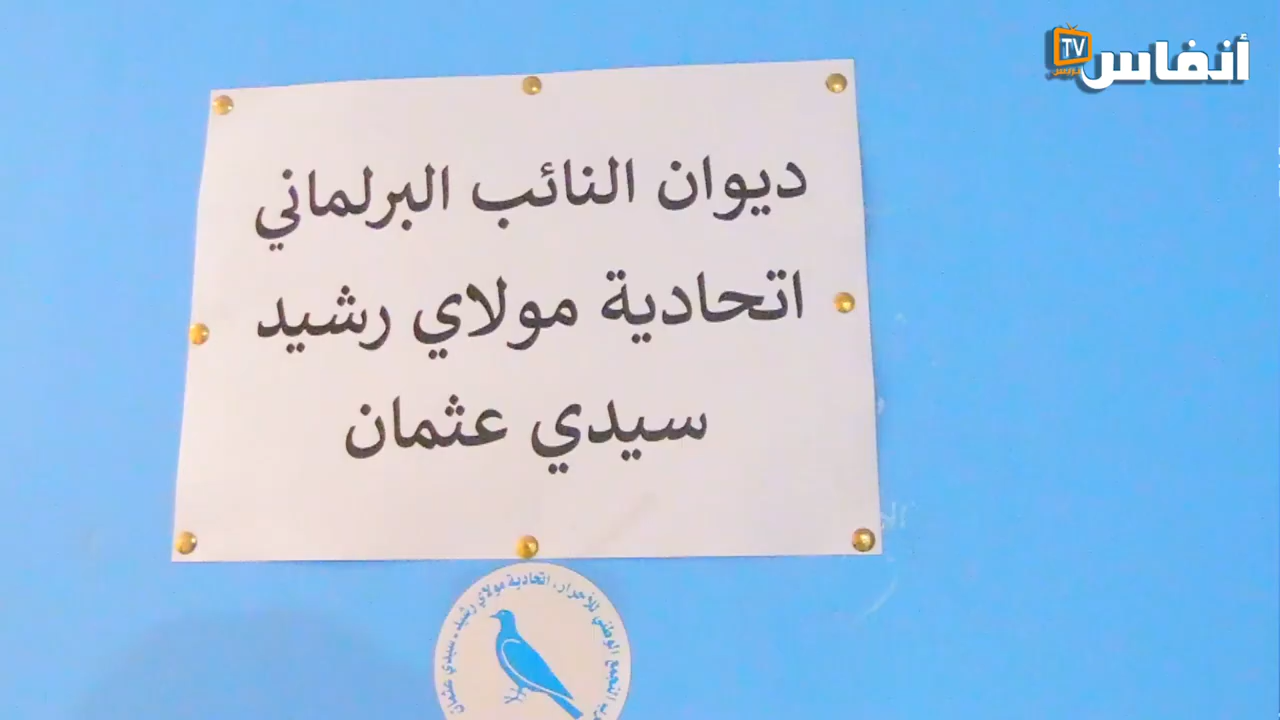 أنفاس
TV
ديوان النائب البرلماني
اتحادية مولاي رشيد
سيدي عثمان
التجمع الوطني للأحرار، اتحادية مولاي رشيد - سيدي عثمان